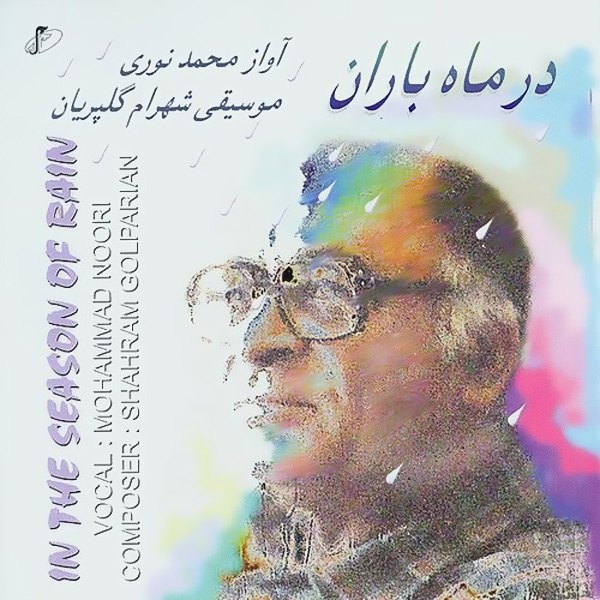 در ماه باران
آواز محمد نوری
موسیقی شهرام گلپریان
IN THE SEASON OF RAIN
VOCAL : MOHAMMAD NOORI
COMPOSER : SHAHRAM GOLPARIAN